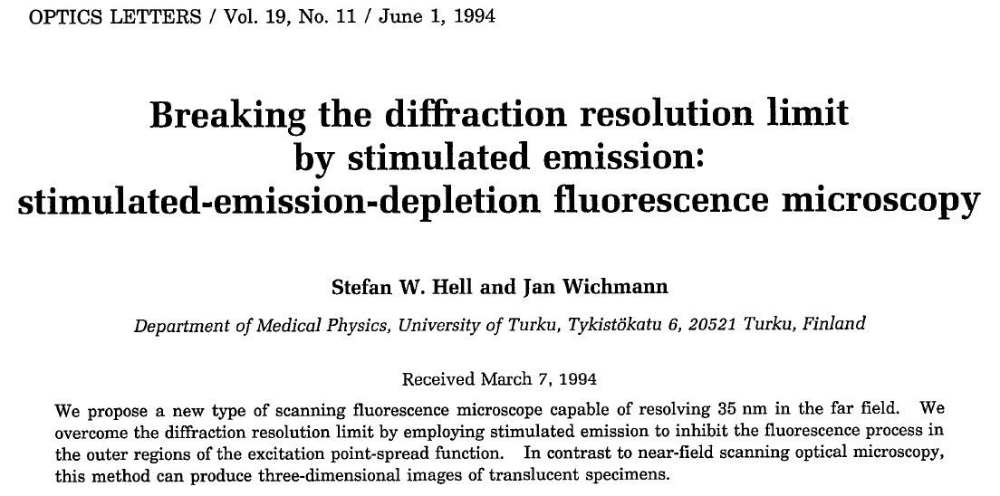 OPTICS LETTERS / Vol. 19, No. 11 / June 1, 1994
Breaking the diffraction resolution limit
by stimulated emission:
stimulated-emission-depletion fluorescence microscopy
Stefan W. Hell and Jan Wichmann
Department of Medical Physics, University of Turku, Tykistökatu 6, 20521 Turku, Finland
Received March 7, 1994
We propose a new type of scanning fluorescence microscope capable of resolving 35 nm in the far field. We
overcome the diffraction resolution limit by employing stimulated emission to inhibit the fluorescence process in
the outer regions of the excitation point-spread function. In contrast to near-field scanning optical microscopy,
this method can produce three-dimensional images of translucent specimens.